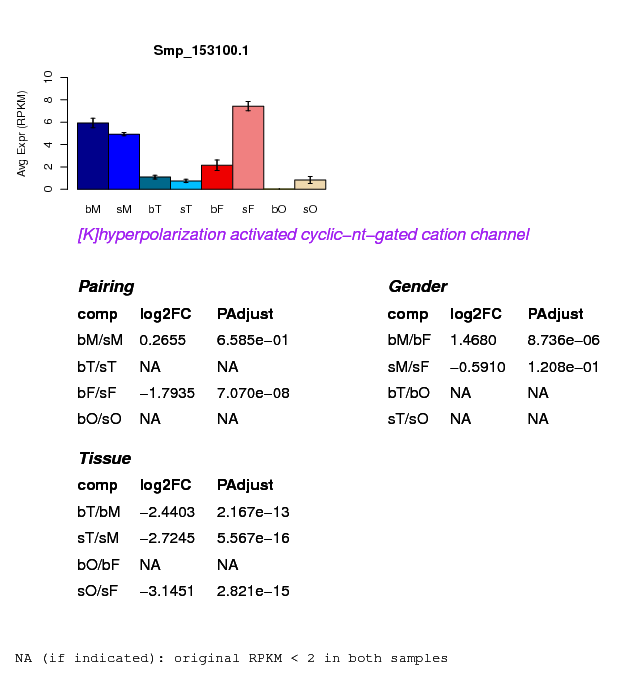 Smp_153100.1
Avg Expr (RPKM)
0 2 4 6 8 10
bM sM bT sT bF sF bO sO
[K]hyperpolarization activated cyclic−nt−gated cation channel
Pairing
comp log2FC PAdjust
bM/sM 0.2655 6.585e−01
bT/sT NA NA
bF/sF −1.7935 7.070e−08
bO/sO NA NA
Gender
comp log2FC PAdjust
bM/bF 1.4680 8.736e−06
sM/sF −0.5910 1.208e−01
bT/bO NA NA
sT/sO NA NA
Tissue
comp log2FC PAdjust
bT/bM −2.4403 2.167e−13
sT/sM −2.7245 5.567e−16
bO/bF NA NA
sO/sF −3.1451 2.821e−15
NA (if indicated): original RPKM < 2 in both samples